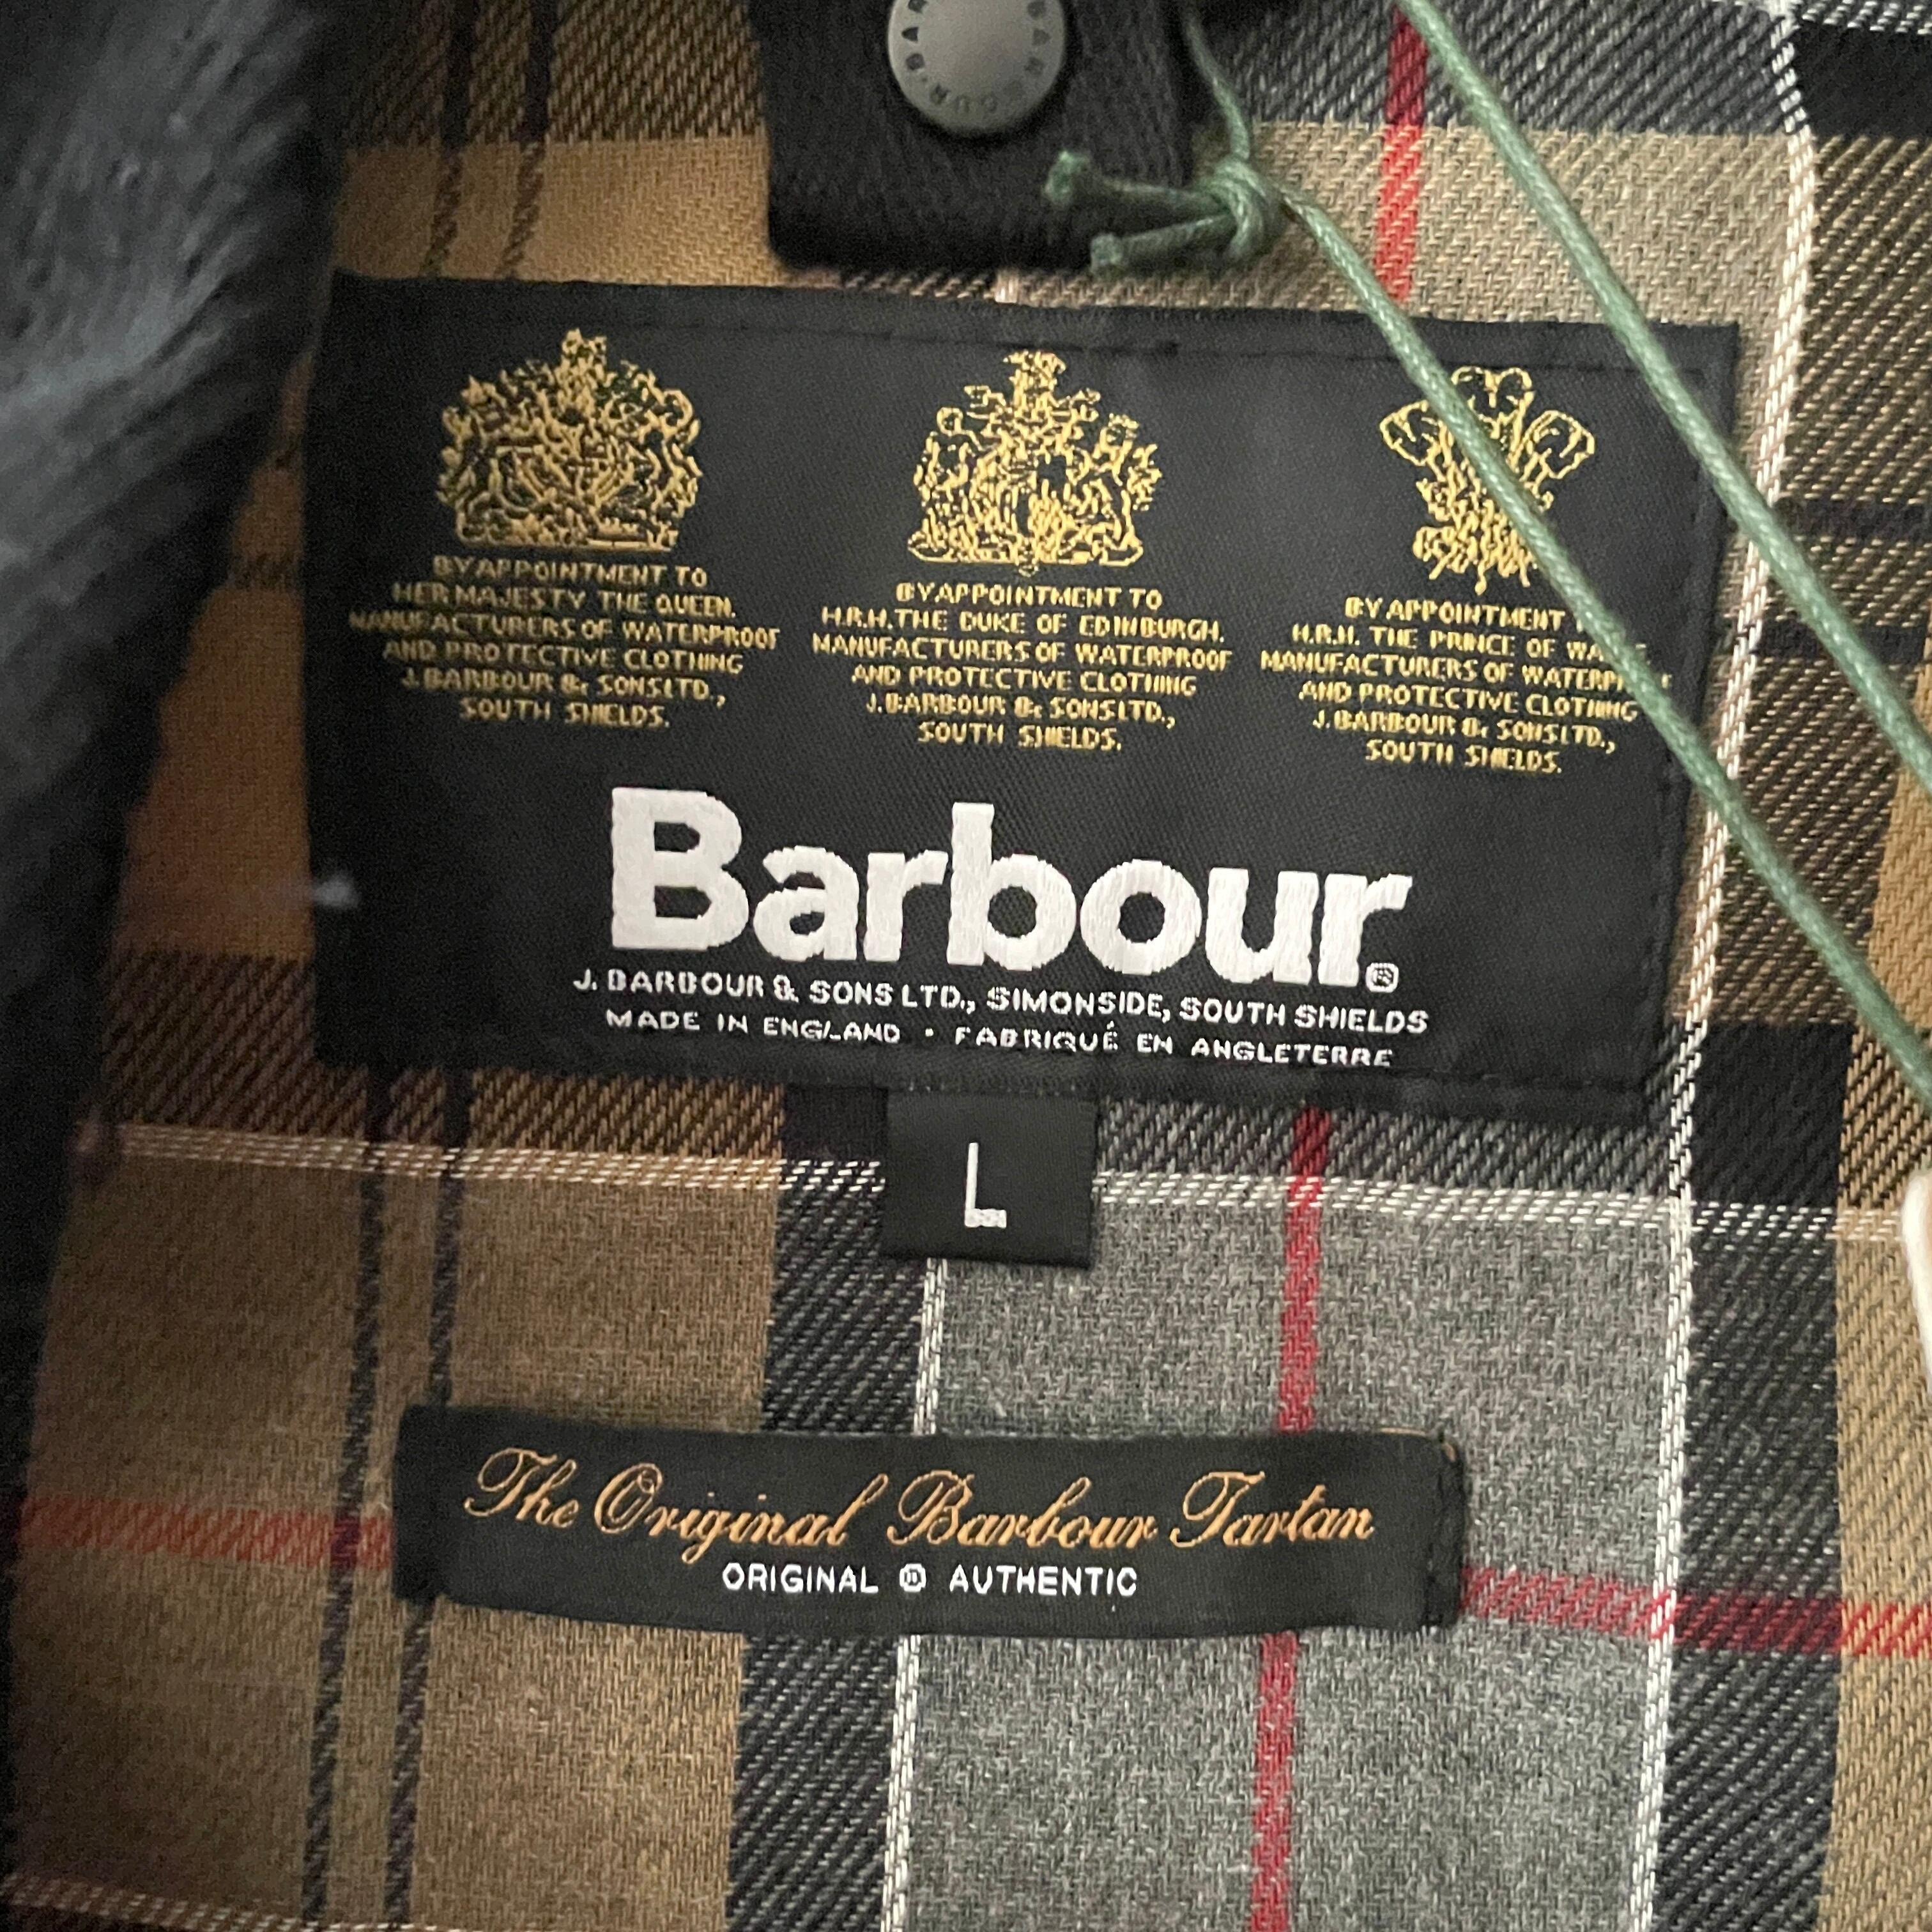 BARBOUR · BAR
BY APPOINTMENT TO
HER MAJESTY THE QUEEN.
MANUFACTURERS OF WATERPROOF
AND PROTECTIVE CLOTHING
J. BARBOUR & SONS LTD.,
SOUTH SHIELDS.
BY APPOINTMENT TO
H.R.H. THE DUKE OF EDINBURGH.
MANUFACTURERS OF WATERPROOF
AND PROTECTIVE CLOTHING
J. BARBOUR & SONS LTD.,
SOUTH SHIELDS.
BY APPOINTMENT
H.R.H. THE PRINCE OF
MANUFACTURERS OF
AND PROTECTIVE CLOTHING
J. BARBOUR & SONS LTD.,
SOUTH SHIELDS.
Barbour®
J. BARBOUR & SONS LTD., SIMONSIDE, SOUTH SHIELDS
MADE IN ENGLAND · FABRIQUÉ EN ANGLETERRE
L
The Original Barbour Tartan
ORIGINAL ® AUTHENTIC